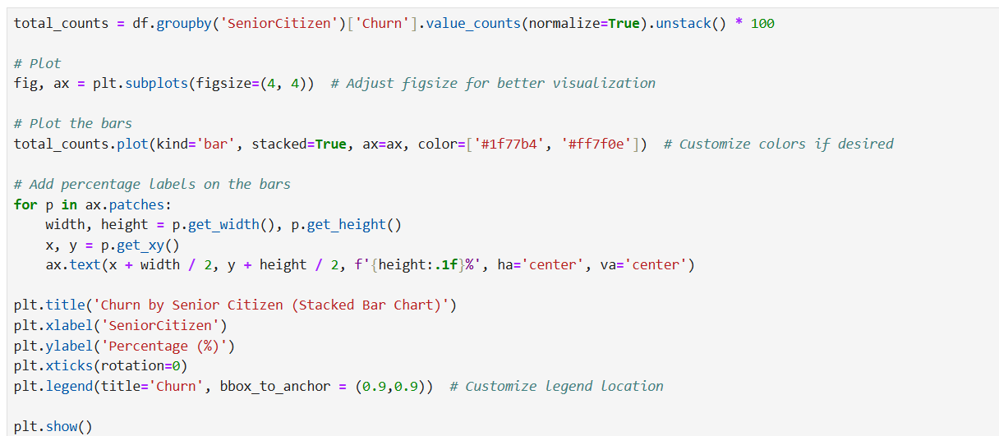 total_counts = df.groupby('SeniorCitizen')['Churn'].value_counts(normalize=True).unstack() * 100

# Plot
fig, ax = plt.subplots(figsize=(4, 4))  # Adjust figsize for better visualization

# Plot the bars
total_counts.plot(kind='bar', stacked=True, ax=ax, color=['#1f77b4', '#ff7f0e'])  # Customize colors if desired

# Add percentage labels on the bars
for p in ax.patches:
    width, height = p.get_width(), p.get_height()
    x, y = p.get_xy()
    ax.text(x + width / 2, y + height / 2, f'{height:.1f}%', ha='center', va='center')

plt.title('Churn by Senior Citizen (Stacked Bar Chart)')
plt.xlabel('SeniorCitizen')
plt.ylabel('Percentage (%)')
plt.xticks(rotation=0)
plt.legend(title='Churn', bbox_to_anchor = (0.9,0.9))  # Customize legend location

plt.show()